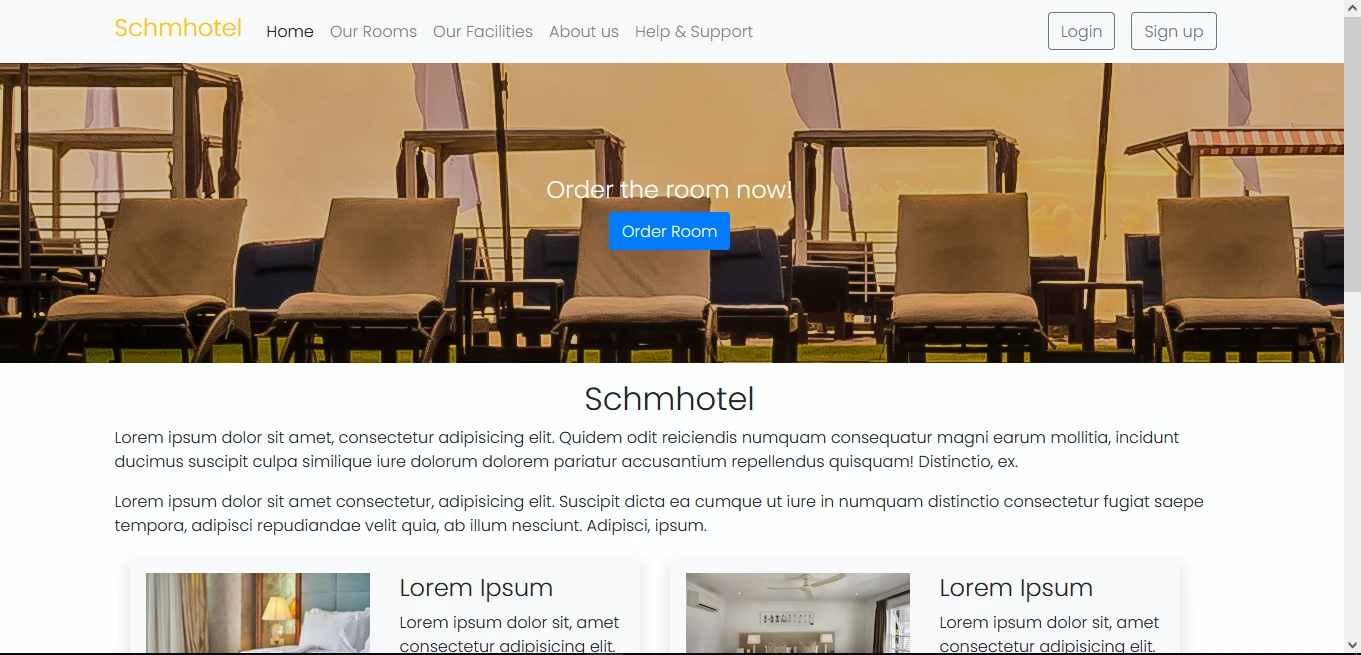 Schmhotel Home Our Rooms Our Facilities About us Help & Support Login Sign up
Order the room now!
Order Room
Schmhotel
Lorem ipsum dolor sit amet, consectetur adipisicing elit. Quidem odit reiciendis numquam consequatur magni earum mollitia, incidunt
ducimus suscipit culpa similique iure dolorum dolorem pariatur accusantium repellendus quisquam! Distinctio, ex.
Lorem ipsum dolor sit amet consectetur, adipisicing elit. Suscipit dicta ea cumque ut iure in numquam distinctio consectetur fugiat saepe
tempora, adipisci repudiandae velit quia, ab illum nesciunt. Adipisci, ipsum.
Lorem Ipsum
Lorem ipsum dolor sit, amet
consectetur adipisicing elit.
Lorem Ipsum
Lorem ipsum dolor sit, amet
consectetur adipisicing elit.